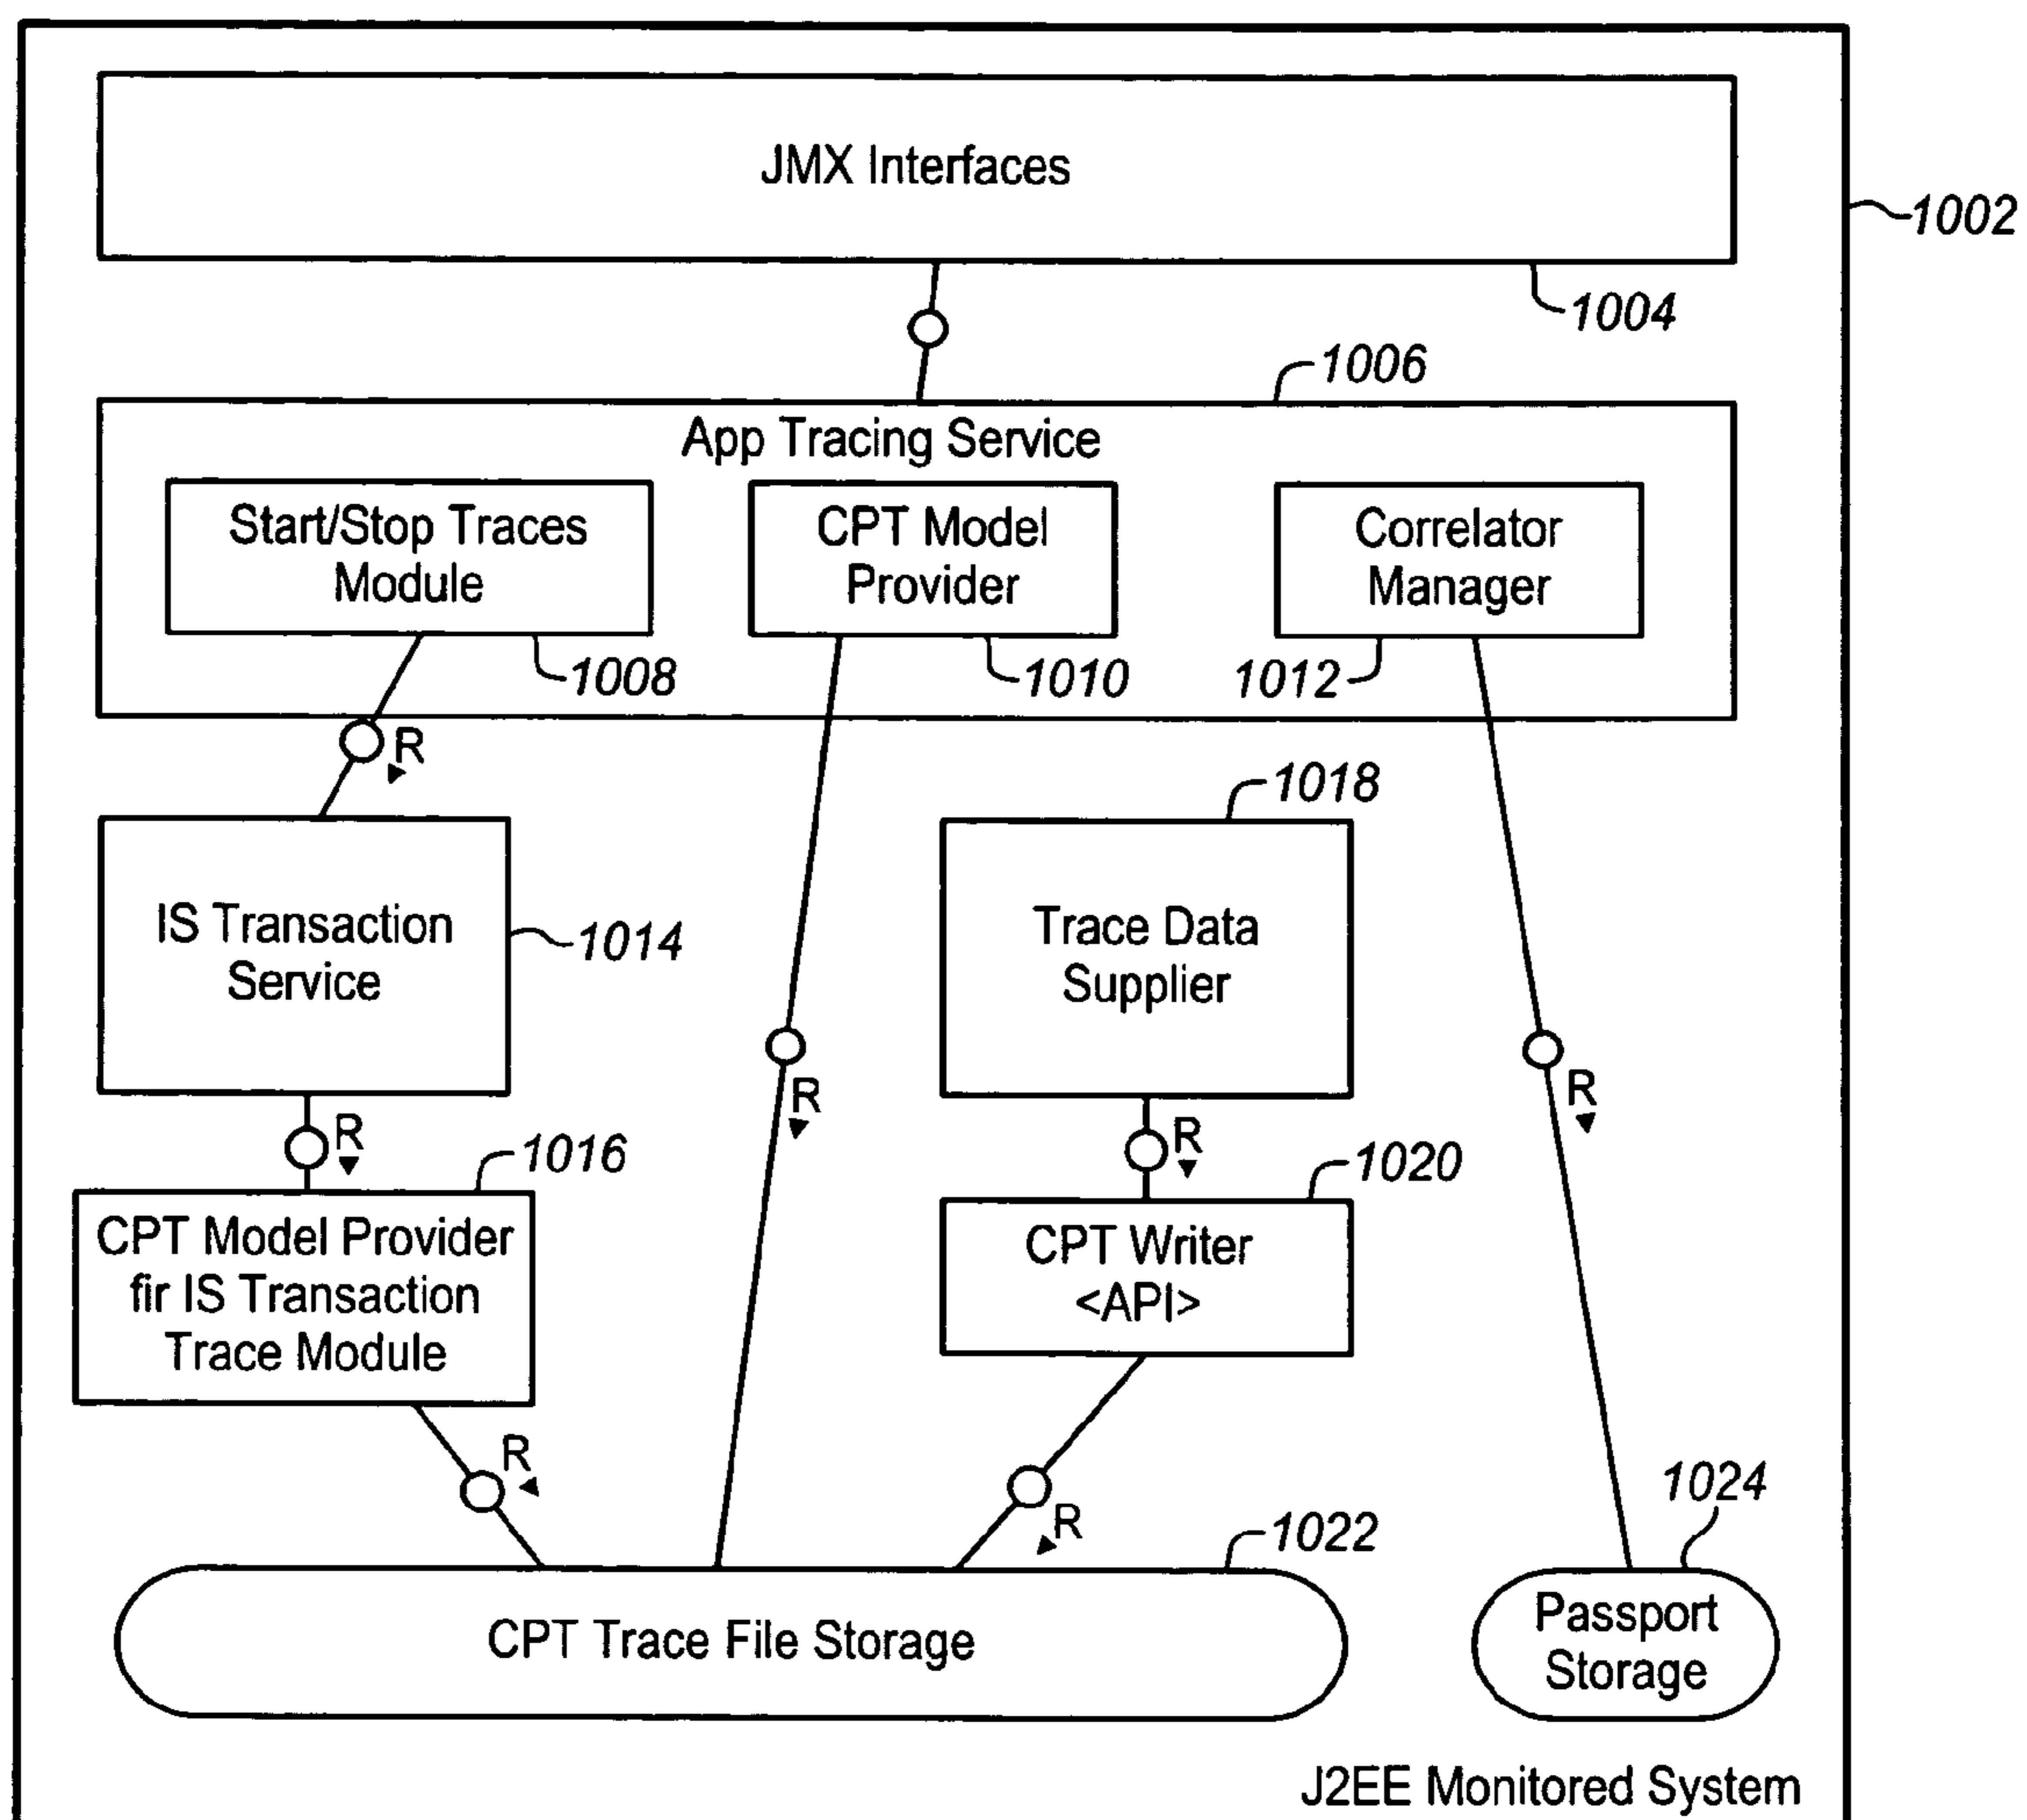 JMX Interfaces
1002
1004
1006
App Tracing Service
Start/Stop Traces
Module
CPT Model
Provider
Correlator
Manager
1008
1010
1012
R
1018
IS Transaction
Service
1014
Trace Data
Supplier
R
R
R
R
1016
1020
CPT Model Provider
fir IS Transaction
Trace Module
CPT Writer
<API>
R
R
1022
1024
CPT Trace File Storage
Passport
Storage
J2EE Monitored System